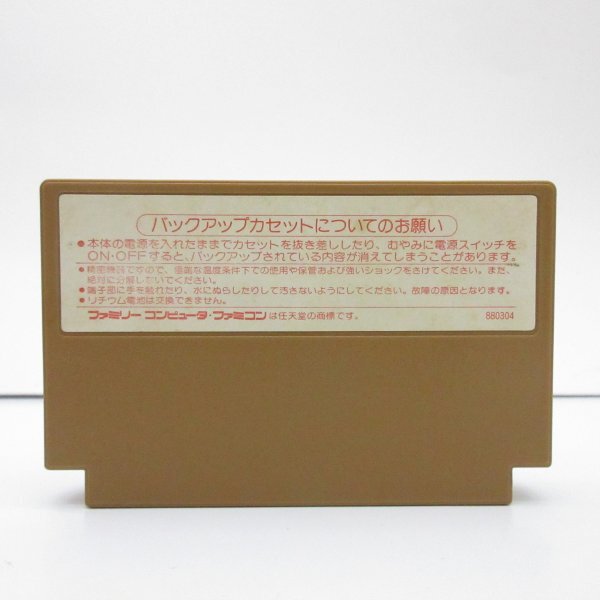 バックアップカセットについてのお願い
●本体の電源を入れたままでカセットを抜き差ししたり、むやみに電源スイッチを
ON・OFFすると、バックアップされている内容が消えてしまうことがあります。
●精密機器ですので、極端な温度条件下での使用や保管および強いショックをさけてください。また、
絶対に分解しないでください。
●端子部に手を触れたり、水にぬらしたりして汚さないようにしてください。故障の原因となります。
●リチウム電池は交換できません。
ファミリー コンピュータ・ファミコンは任天堂の商標です。 880304